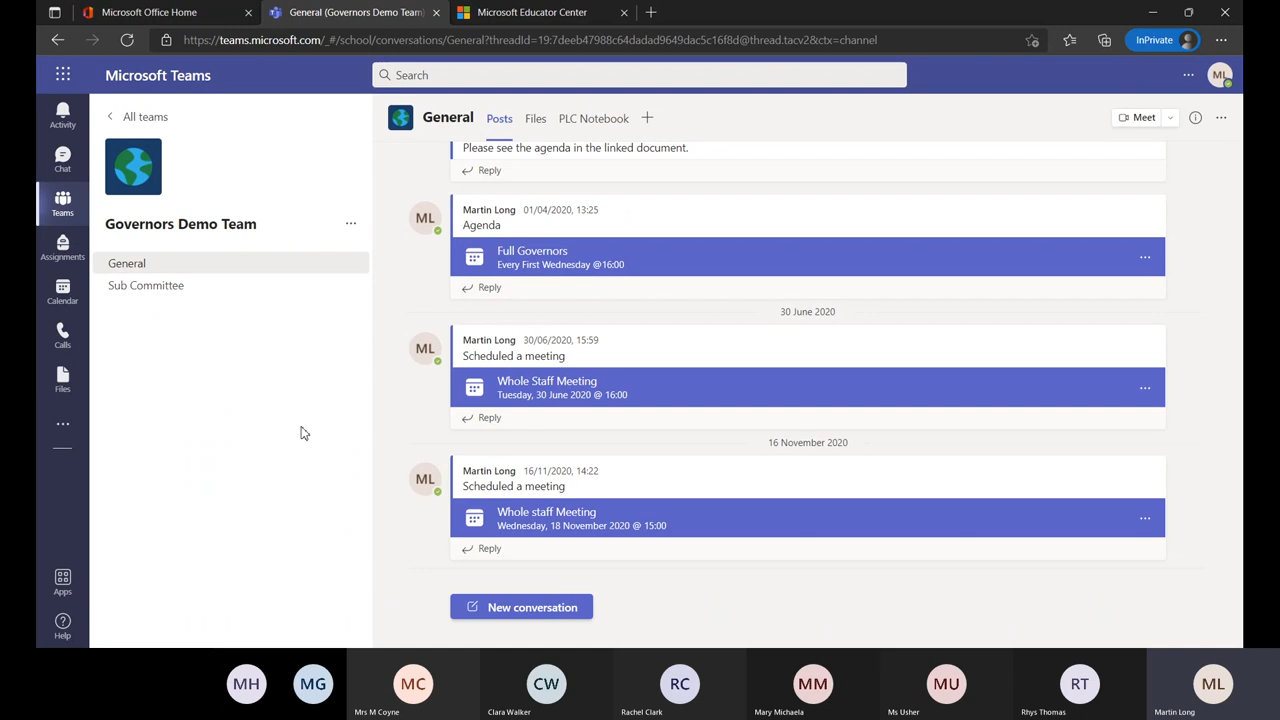 Microsoft Office Home
General (Governors Demo Team)
Microsoft Educator Center
https://teams.microsoft.com/_#/school/conversations/General?threadId=19:7deeb47988c64dadad9649dac5c16f8d@thread.tacv2&ctx=channel
InPrivate
Microsoft Teams
Search
ML
Activity
Chat
Teams
Assignments
Calendar
Calls
Files
Apps
Help
All teams
Governors Demo Team
General
Sub Committee
General
Posts
Files
PLC Notebook
Meet
Please see the agenda in the linked document.
Reply
ML
Martin Long 01/04/2020, 13:25
Agenda
Full Governors
Every First Wednesday @16:00
Reply
30 June 2020
ML
Martin Long 30/06/2020, 15:59
Scheduled a meeting
Whole Staff Meeting
Tuesday, 30 June 2020 @ 16:00
Reply
16 November 2020
ML
Martin Long 16/11/2020, 14:22
Scheduled a meeting
Whole staff Meeting
Wednesday, 18 November 2020 @ 15:00
Reply
New conversation
MH
MG
MC
Mrs M Coyne
CW
Clara Walker
RC
Rachel Clark
MM
Mary Michaela
MU
Ms Usher
RT
Rhys Thomas
ML
Martin Long